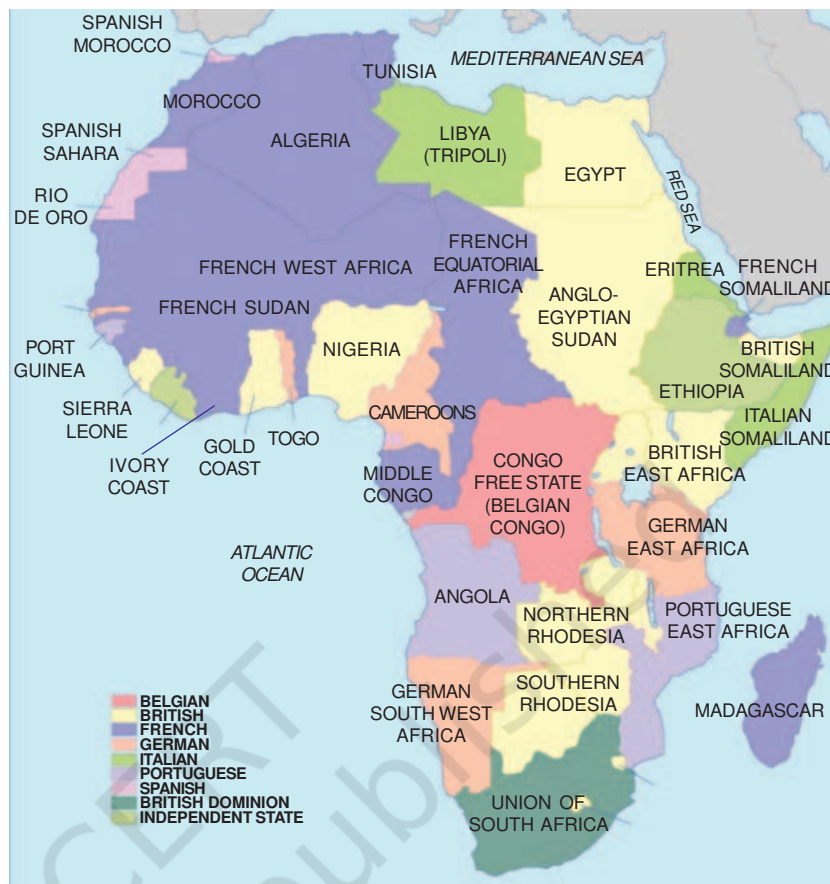 SPANISH
MOROCCO
MEDITERRANEAN SEA
TUNISIA
MOROCCO
ALGERIA
LIBYA
(TRIPOLI)
SPANISH
SAHARA
EGYPT
RIO
DE ORO
RED SEA
FRENCH WEST AFRICA
FRENCH
EQUATORIAL
AFRICA
ERITREA
FRENCH
SOMALILAND
FRENCH SUDAN
ANGLO-
EGYPTIAN
SUDAN
PORT
GUINEA
NIGERIA
BRITISH
SOMALILAND
ETHIOPIA
SIERRA
LEONE
CAMEROONS
ITALIAN
SOMALILAND
IVORY
COAST
GOLD
COAST
TOGO
BRITISH
EAST AFRICA
MIDDLE
CONGO
CONGO
FREE STATE
(BELGIAN
CONGO)
GERMAN
EAST AFRICA
ATLANTIC
OCEAN
ANGOLA
NORTHERN
RHODESIA
PORTUGUESE
EAST AFRICA
GERMAN
SOUTH WEST
AFRICA
SOUTHERN
RHODESIA
MADAGASCAR
UNION OF
SOUTH AFRICA
BELGIAN
BRITISH
FRENCH
GERMAN
ITALIAN
PORTUGUESE
SPANISH
BRITISH DOMINION
INDEPENDENT STATE